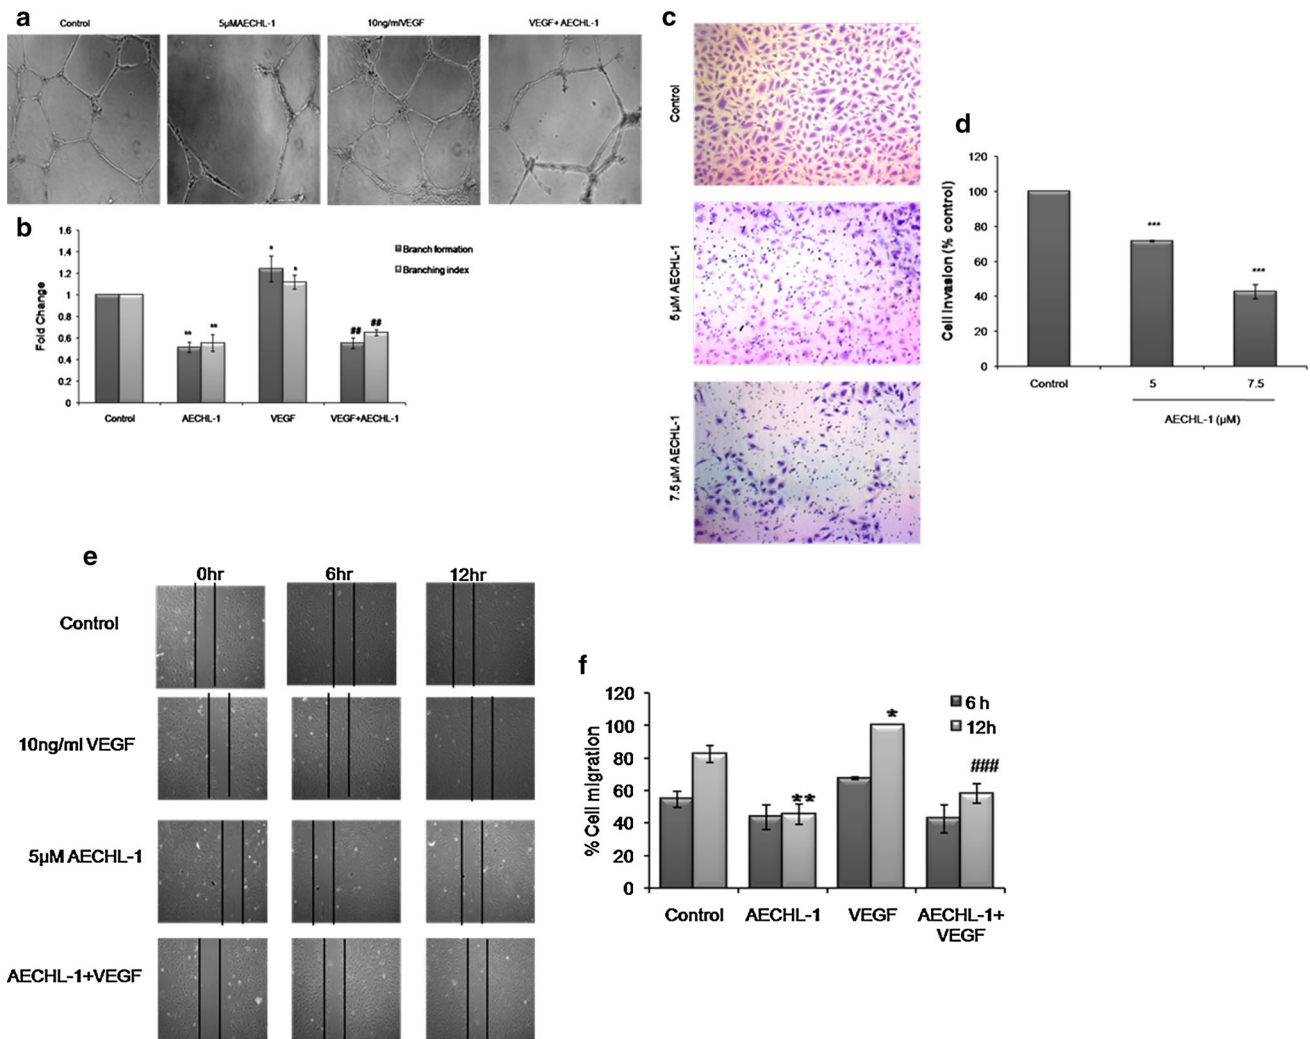 a
Control
5µMAECHL-1
10ng/mlVEGF
VEGF+ AECHL-1
b
1.6
1.4
1.2
1
0.8
0.6
0.4
0.2
0
Fold Change
Branch formation
Branching index
**
**
*
*
##
##
Control
AECHL-1
VEGF
VEGF+AECHL-1
c
Control
5 µM AECHL-1
7.5 µM AECHL-1
d
120
100
80
60
40
20
0
Cell Invasion (% control)
***
***
Control
5
7.5
AECHL-1 (µM)
e
0hr
6hr
12hr
Control
10ng/ml VEGF
5µM AECHL-1
AECHL-1+VEGF
f
120
100
80
60
40
20
0
% Cell migration
6 h
12h
**
*
###
Control
AECHL-1
VEGF
AECHL-1+
VEGF